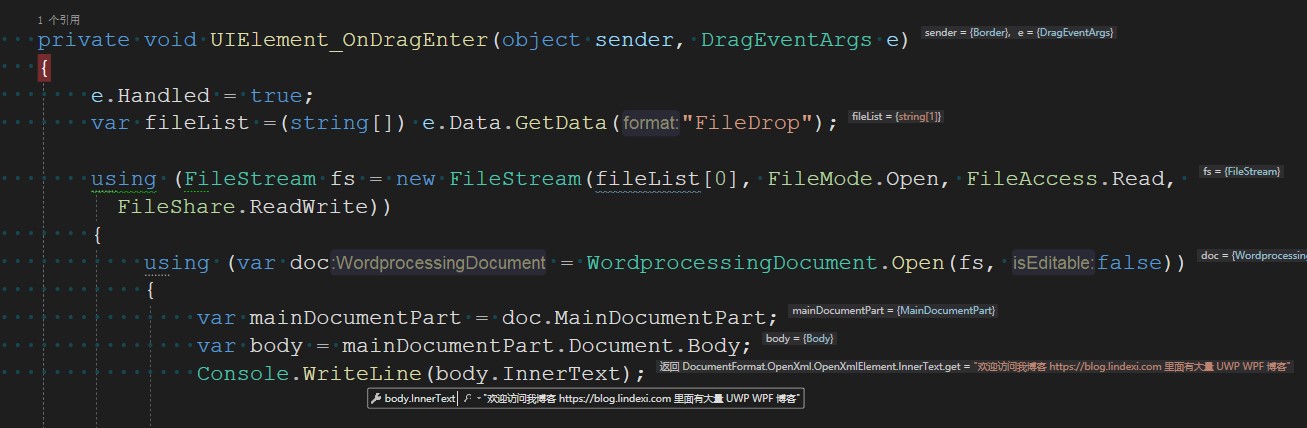 1 个引用
private void UIElement_OnDragEnter(object sender, DragEventArgs e) sender = {Border}, e = {DragEventArgs}
{
e.Handled = true;
var fileList =(string[]) e.Data.GetData(format:"FileDrop"); fileList = {string[1]}
using (FileStream fs = new FileStream(fileList[0], FileMode.Open, FileAccess.Read, fs = {FileStream}
FileShare.ReadWrite))
{
using (var doc:WordprocessingDocument = WordprocessingDocument.Open(fs, isEditable:false)) doc = {Wordprocessing
{
var mainDocumentPart = doc.MainDocumentPart; mainDocumentPart = {MainDocumentPart}
var body = mainDocumentPart.Document.Body; body = {Body}
Console.WriteLine(body.InnerText); 返回 DocumentFormat.OpenXml.OpenXmlElement.InnerText.get = "欢迎访问我博客 https://blog.lindexi.com 里面有大量 UWP WPF 博客"
body.InnerText "欢迎访问我博客 https://blog.lindexi.com 里面有大量 UWP WPF 博客"